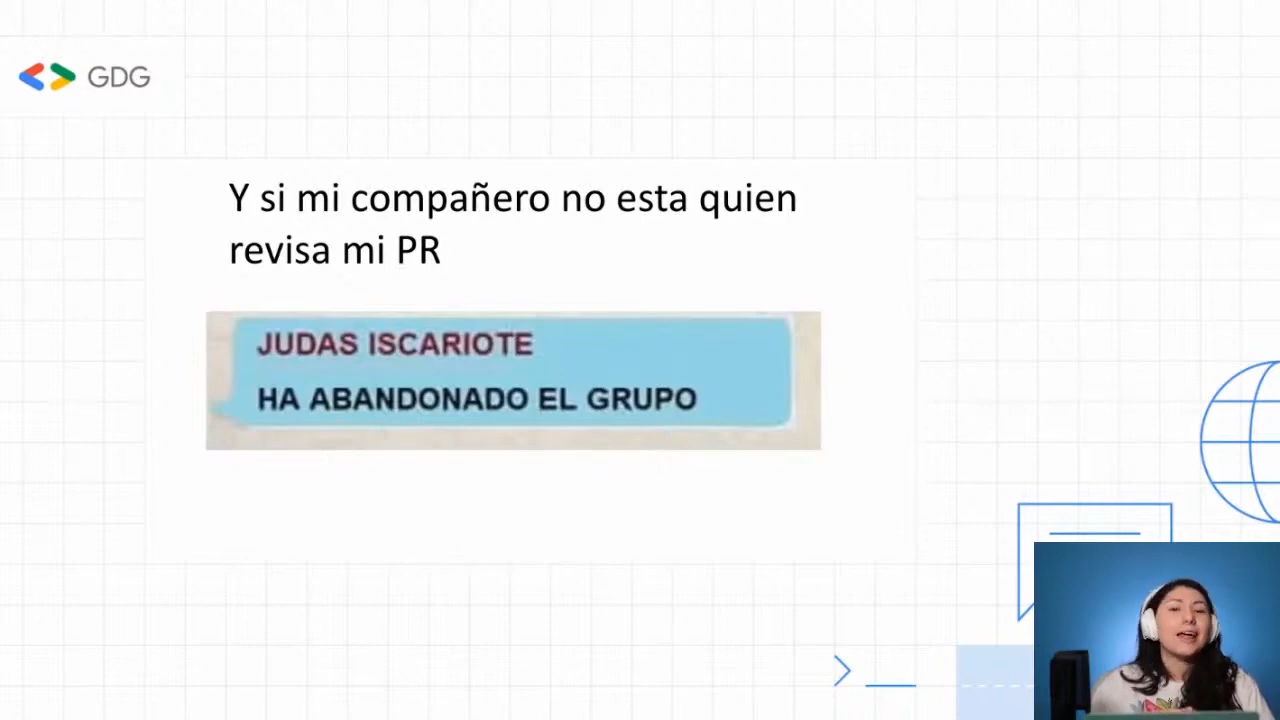 GDG
Y si mi compañero no esta quien
revisa mi PR
JUDAS ISCARIOTE
HA ABANDONADO EL GRUPO